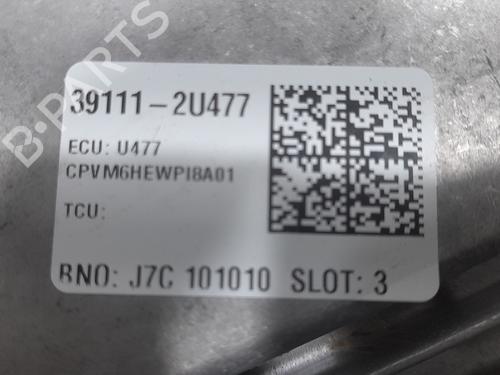 B-PARTS
39111-2U477
ECU: U477
CPVM6HEWPI8A01
TCU:
BNO: J7C 101010 SLOT: 3